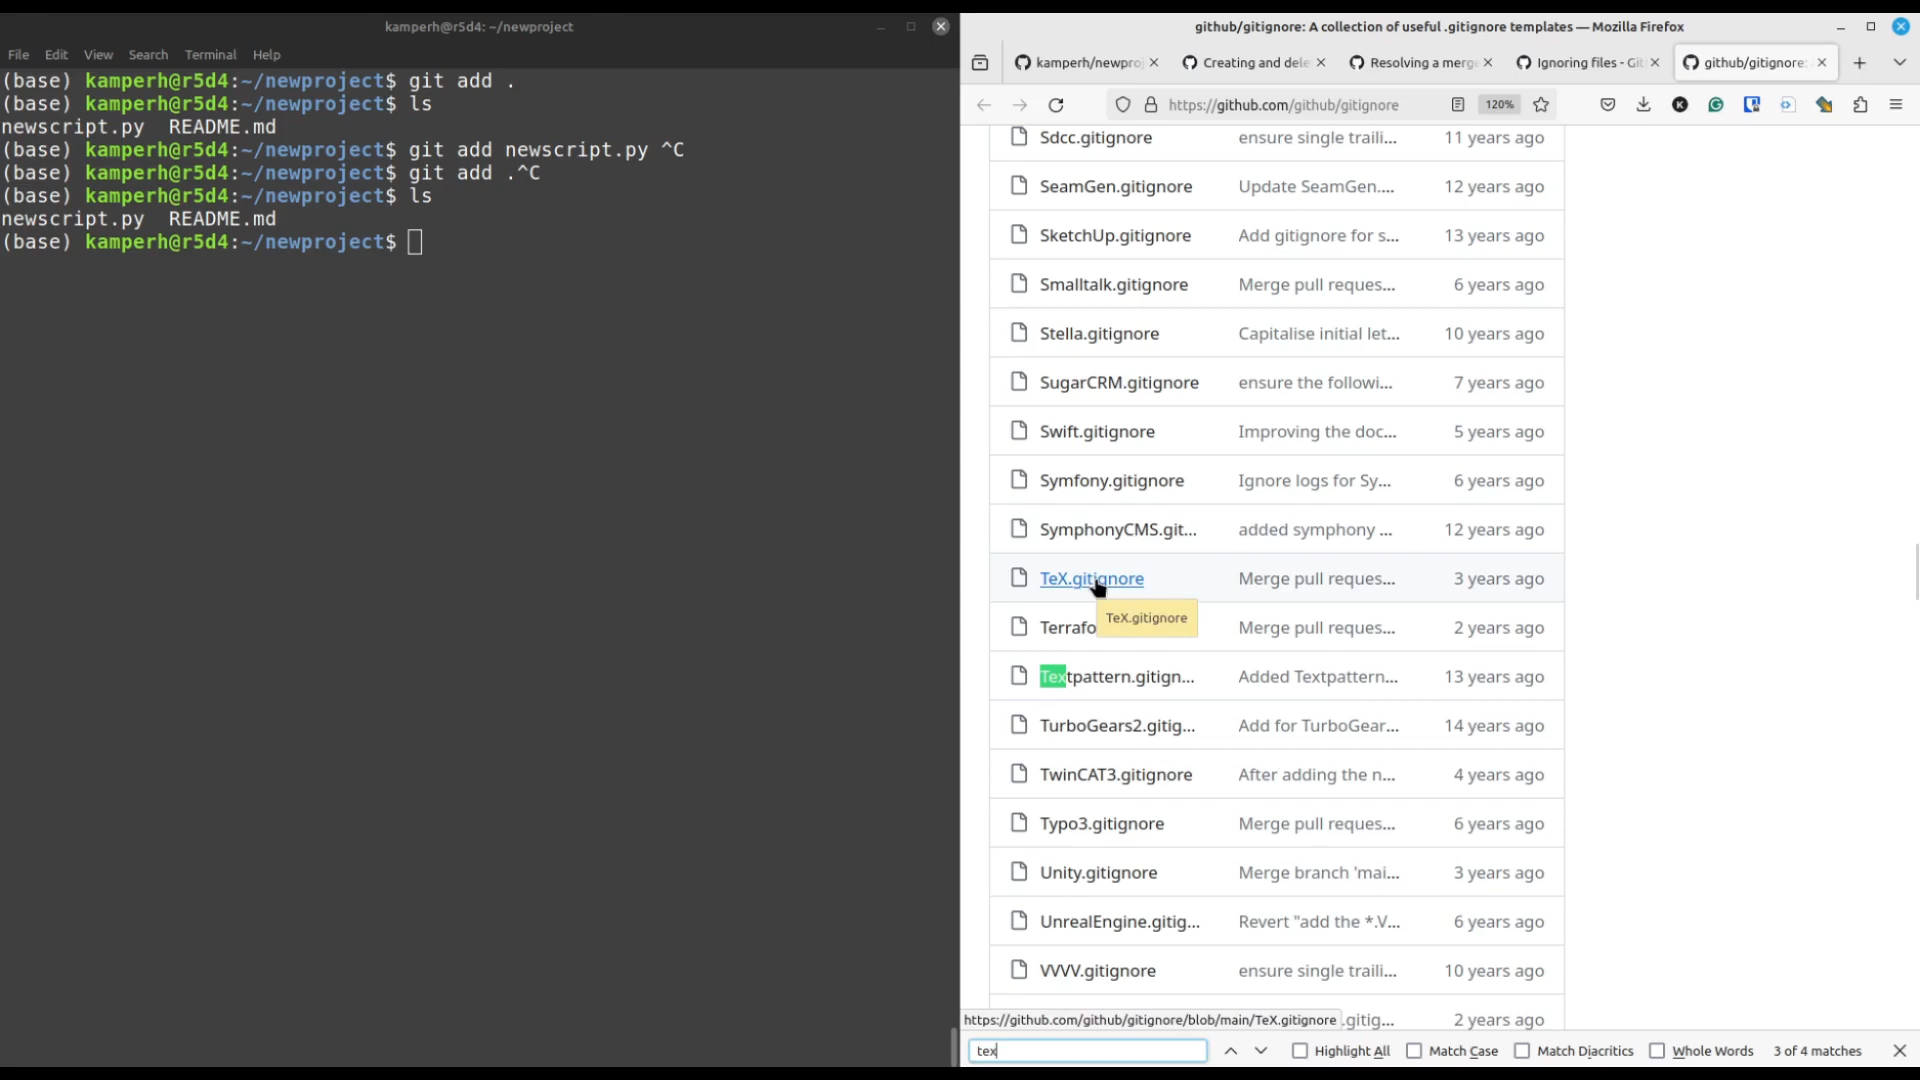 kamperh@r5d4: ~/newproject
File Edit View Search Terminal Help
(base) kamperh@r5d4:~/newproject$ git add .
(base) kamperh@r5d4:~/newproject$ ls
newscript.py README.md
(base) kamperh@r5d4:~/newproject$ git add newscript.py ^C
(base) kamperh@r5d4:~/newproject$ git add .^C
(base) kamperh@r5d4:~/newproject$ ls
newscript.py README.md
(base) kamperh@r5d4:~/newproject$
github/gitignore: A collection of useful .gitignore templates — Mozilla Firefox
kamperh/newpro Creating and dele Resolving a merg Ignoring files - Git github/gitignore:
https://github.com/github/gitignore 120%
Sdcc.gitignore ensure single traili... 11 years ago
SeamGen.gitignore Update SeamGen.... 12 years ago
SketchUp.gitignore Add gitignore for s... 13 years ago
Smalltalk.gitignore Merge pull reques... 6 years ago
Stella.gitignore Capitalise initial let... 10 years ago
SugarCRM.gitignore ensure the followi... 7 years ago
Swift.gitignore Improving the doc... 5 years ago
Symfony.gitignore Ignore logs for Sy... 6 years ago
SymphonyCMS.git... added symphony ... 12 years ago
TeX.gitignore Merge pull reques... 3 years ago
TeX.gitignore
Terrafo Merge pull reques... 2 years ago
Textpattern.gitign... Added Textpattern... 13 years ago
TurboGears2.gitig... Add for TurboGear... 14 years ago
TwinCAT3.gitignore After adding the n... 4 years ago
Typo3.gitignore Merge pull reques... 6 years ago
Unity.gitignore Merge branch 'mai... 3 years ago
UnrealEngine.gitig... Revert "add the *.V... 6 years ago
VVVV.gitignore ensure single traili... 10 years ago
https://github.com/github/gitignore/blob/main/TeX.gitignore .gitig... 2 years ago
tex Highlight All Match Case Match Diacritics Whole Words 3 of 4 matches